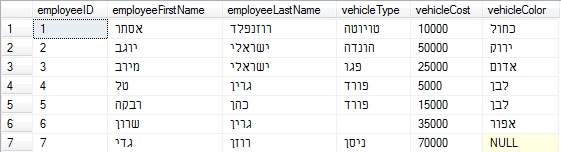 employeeID employeeFirstName employeeLastName vehicleType vehicleCost vehicleColor
1 1 אסתר רוזנפלד טויוטה 10000 כחול
2 2 יוגב ישראלי הונדה 50000 ירוק
3 3 מירב ישראלי פגו 25000 אדום
4 4 טל גרין פורד 5000 לבן
5 5 רבקה כהן פורד 15000 לבן
6 6 שרון גרין 35000 אפור
7 7 גדי רוזן ניסן 70000 NULL